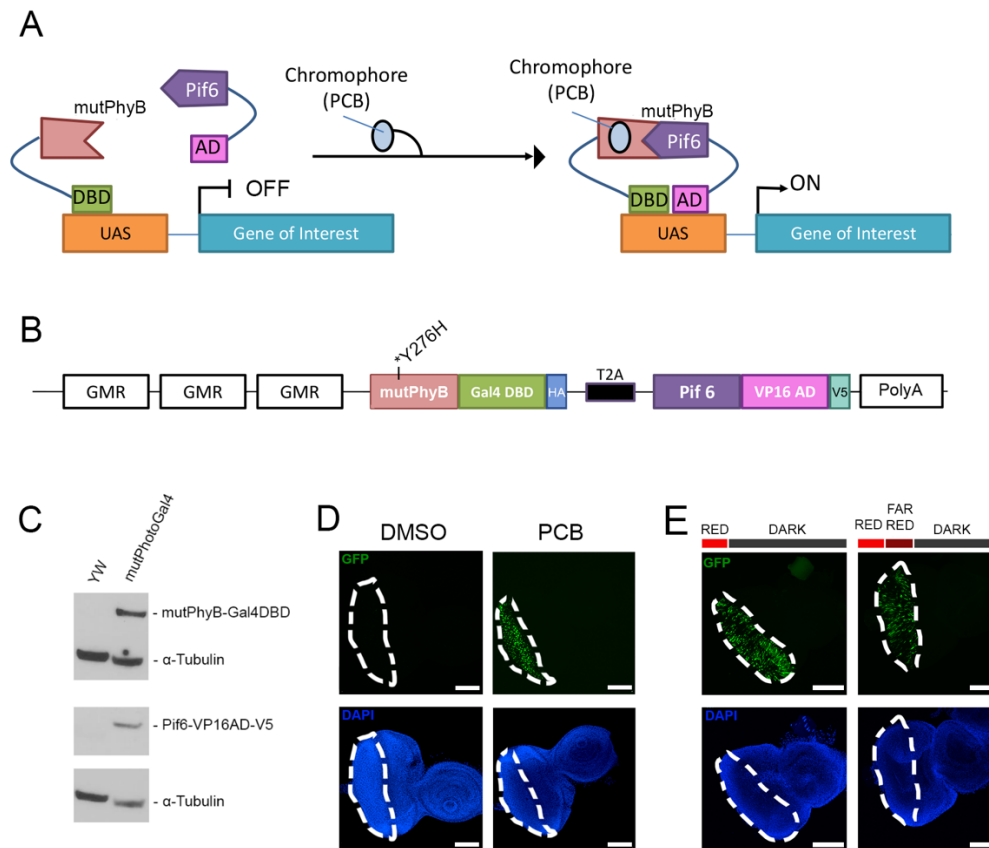 A
Pif6
mutPhyB
AD
DBD
OFF
UAS
Gene of Interest
Chromophore
(PCB)
Chromophore
(PCB)
mutPhyB
Pif6
DBD
AD
ON
UAS
Gene of Interest
B
*Y276H
GMR
GMR
GMR
mutPhyB
Gal4 DBD
HA
T2A
Pif 6
VP16 AD
V5
PolyA
C
YW
mutPhotoGal4
- mutPhyB-Gal4DBD
- α-Tubulin
- Pif6-VP16AD-V5
- α-Tubulin
D
DMSO
PCB
GFP
DAPI
E
RED
DARK
RED
FAR
RED
DARK
GFP
DAPI